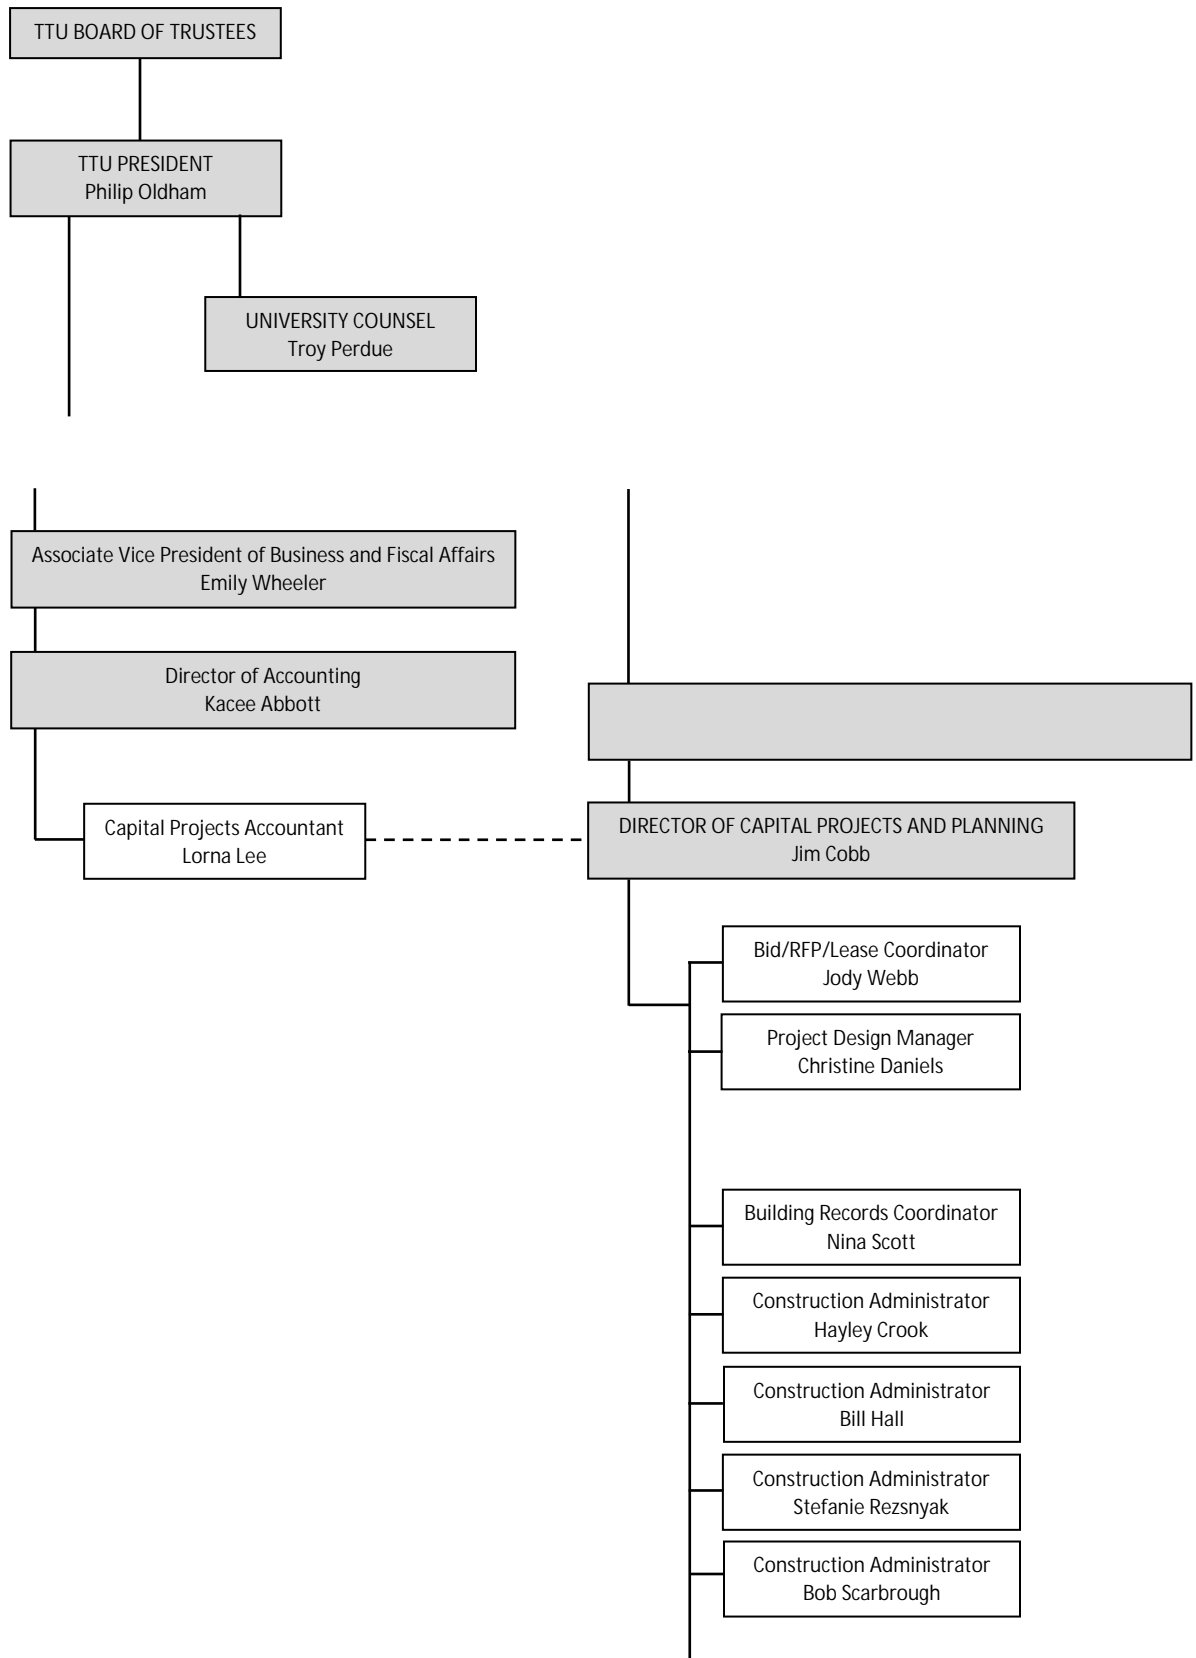 TTU BOARD OF TRUSTEES
TTU PRESIDENT
Philip Oldham
UNIVERSITY COUNSEL
Troy Perdue
Associate Vice President of Business and Fiscal Affairs
Emily Wheeler
Director of Accounting
Kacee Abbott
Capital Projects Accountant
Lorna Lee
DIRECTOR OF CAPITAL PROJECTS AND PLANNING
Jim Cobb
Bid/RFP/Lease Coordinator
Jody Webb
Project Design Manager
Christine Daniels
Building Records Coordinator
Nina Scott
Construction Administrator
Hayley Crook
Construction Administrator
Bill Hall
Construction Administrator
Stefanie Rezsnyak
Construction Administrator
Bob Scarbrough